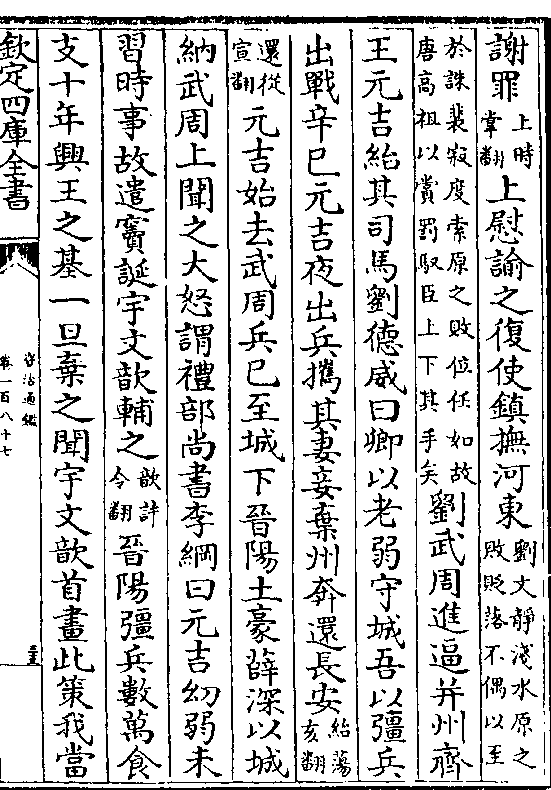 謝罪上時章翻上慰諭之復使鎮撫河東劉文靜淺水原之敗貶落不偶以至
於誅裴寂度索原之敗位任如故唐高祖以賞罰馭臣上下其手矣劉武周進逼并州齊
王元吉紿其司馬劉德威曰卿以老弱守城吾以彊兵
出戰辛巳元吉夜出兵攜其妻妾棄州奔還長安紿蕩亥翻
還從宣翻元吉始去武周兵已至城下晉陽土豪薛深以城
納武周上聞之大怒謂禮部尚書李綱曰元吉幼弱未
習時事故遣竇誕宇文歆輔之歆許令翻晉陽彊兵數萬食
支十年興王之基一旦棄之聞宇文歆首畫此策我當
欽定四庫全書
資治通鑑
卷一百八十七